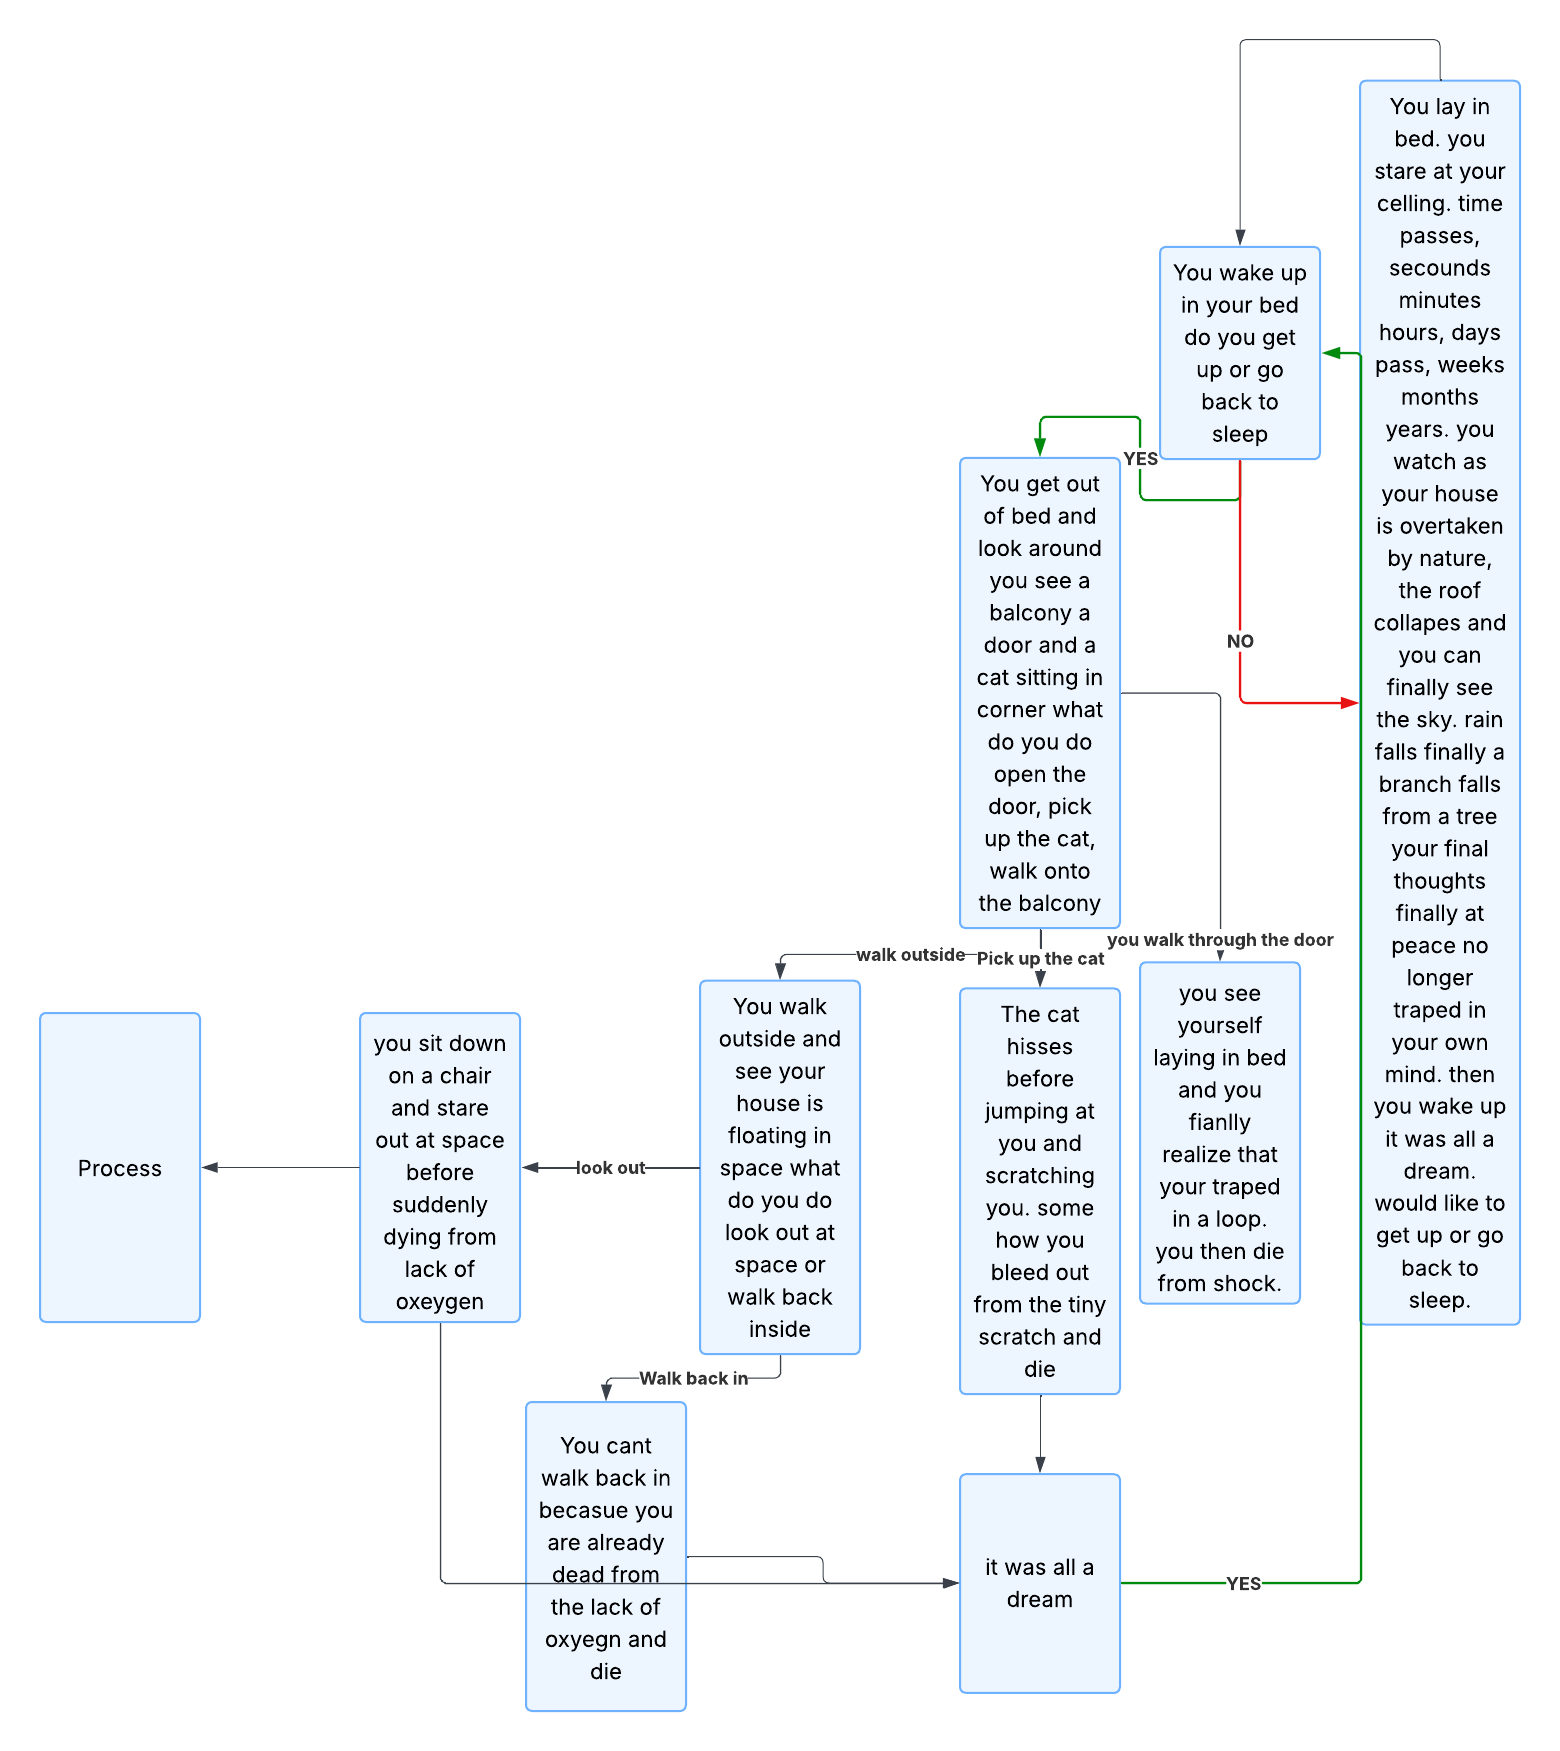 You lay in
bed. you
stare at your
celling. time
passes,
secounds
minutes
hours, days
pass, weeks
months
years. you
watch as
your house
is overtaken
by nature,
the roof
collapes and
you can
finally see
the sky. rain
falls finally a
branch falls
from a tree
your final
thoughts
finally at
peace no
longer
traped in
your own
mind. then
you wake up
it was all a
dream.
would like to
get up or go
back to
sleep.
You wake up
in your bed
do you get
up or go
back to
sleep
YES
NO
You get out
of bed and
look around
you see a
balcony a
door and a
cat sitting in
corner what
do you do
open the
door, pick
up the cat,
walk onto
the balcony
walk outside
Pick up the cat
you walk through the door
you see
yourself
laying in bed
and you
fianlly
realize that
your traped
in a loop.
you then die
from shock.
The cat
hisses
before
jumping at
you and
scratching
you. some
how you
bleed out
from the tiny
scratch and
die
You walk
outside and
see your
house is
floating in
space what
do you do
look out at
space or
walk back
inside
look out
you sit down
on a chair
and stare
out at space
before
suddenly
dying from
lack of
oxeygen
Process
Walk back in
You cant
walk back in
becasue you
are already
dead from
the lack of
oxyegn and
die
it was all a
dream
YES